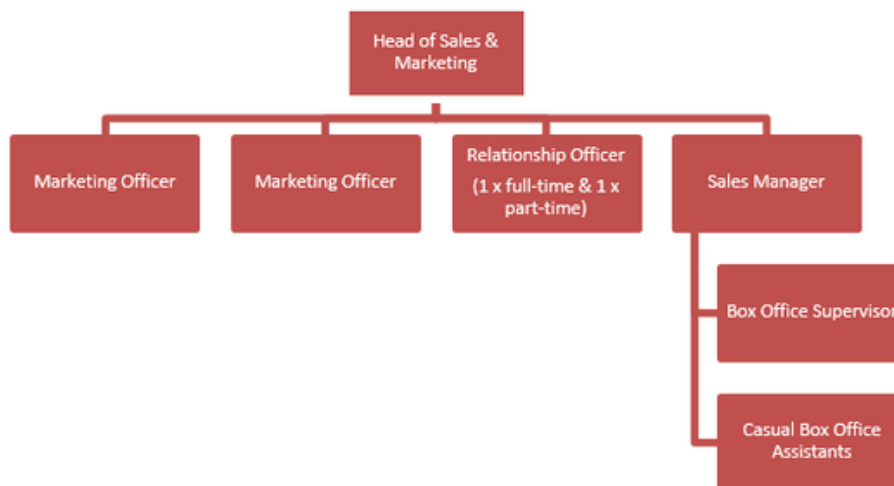 Head of Sales &
Marketing
Marketing Officer
Marketing Officer
Relationship Officer
(1 x full-time & 1 x
part-time)
Sales Manager
Box Office Supervisor
Casual Box Office
Assistants